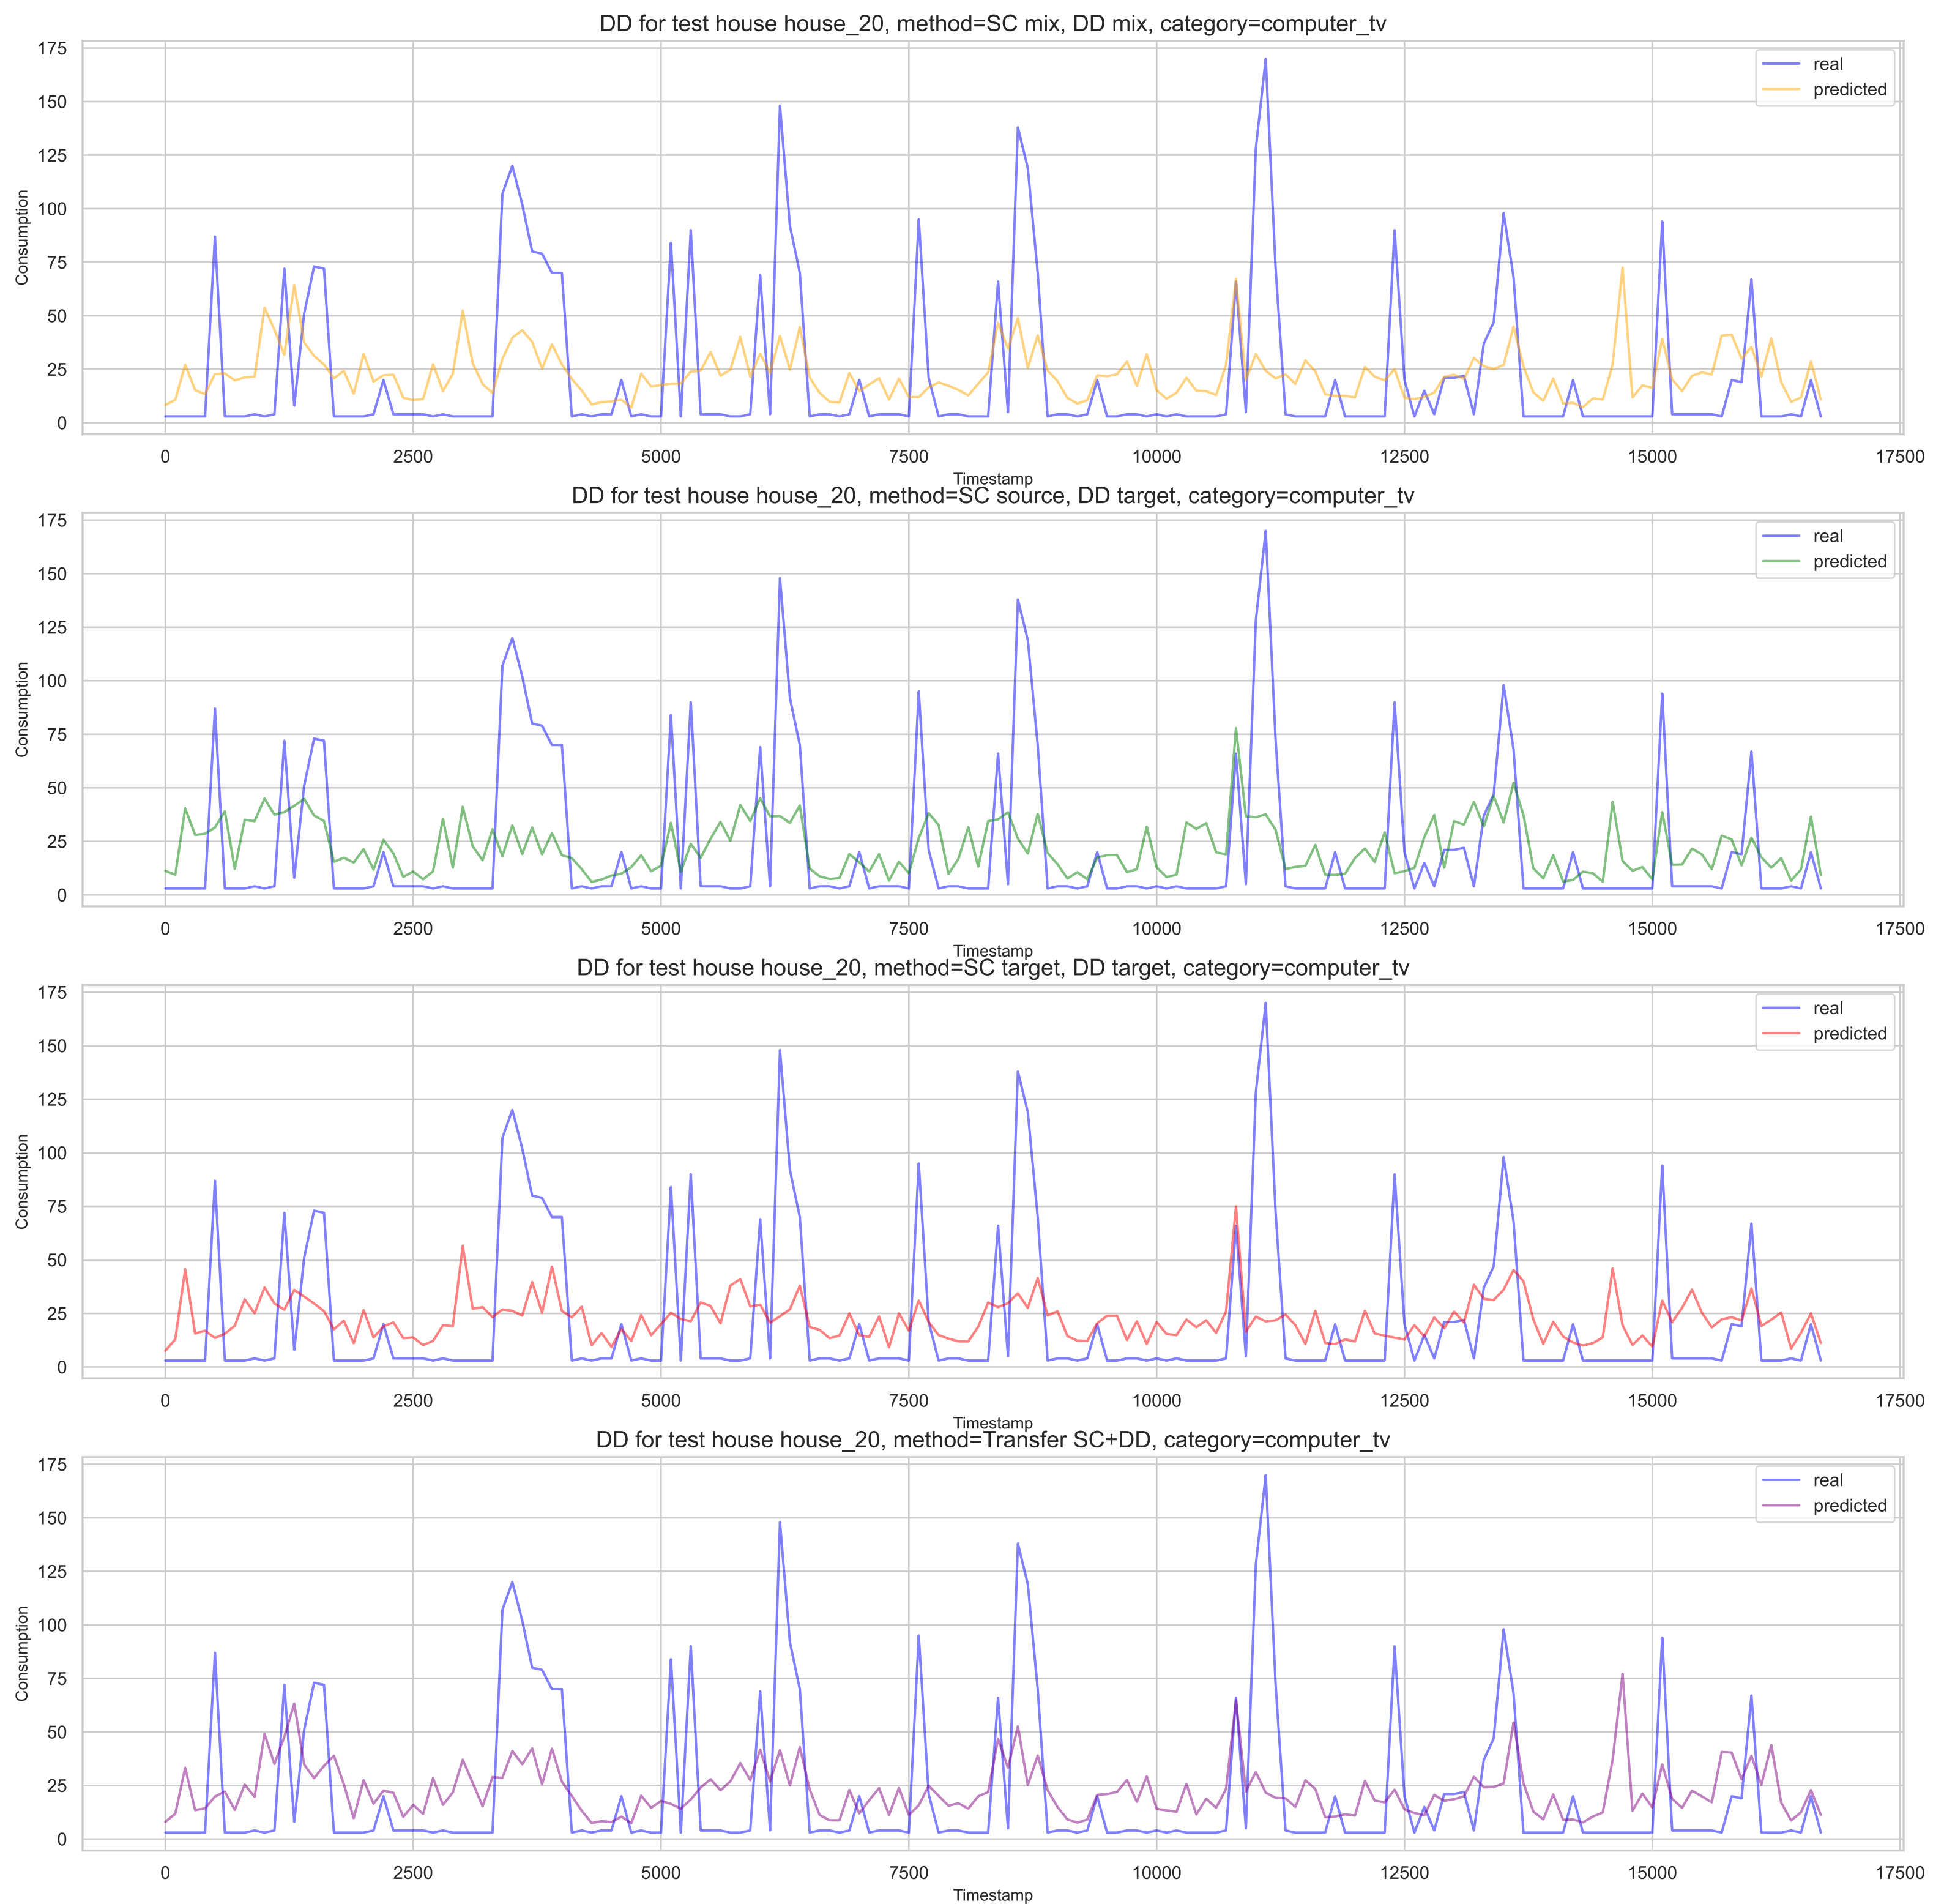 DD for test house house_20, method=SC mix, DD mix, category=computer_tv
175
150
125
100
75
50
25
0
Consumption
real
predicted
0 2500 5000 7500 10000 12500 15000 17500
Timestamp
DD for test house house_20, method=SC source, DD target, category=computer_tv
175
150
125
100
75
50
25
0
Consumption
real
predicted
0 2500 5000 7500 10000 12500 15000 17500
Timestamp
DD for test house house_20, method=SC target, DD target, category=computer_tv
175
150
125
100
75
50
25
0
Consumption
real
predicted
0 2500 5000 7500 10000 12500 15000 17500
Timestamp
DD for test house house_20, method=Transfer SC+DD, category=computer_tv
175
150
125
100
75
50
25
0
Consumption
real
predicted
0 2500 5000 7500 10000 12500 15000 17500
Timestamp